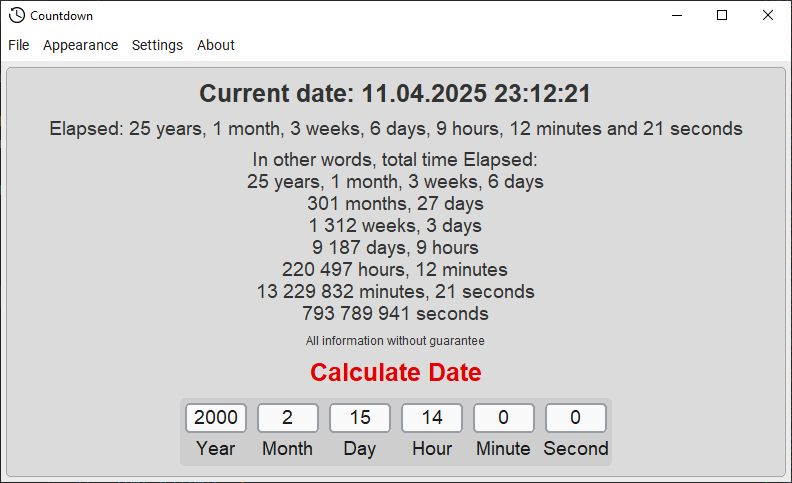 Countdown
File Appearance Settings About
Current date: 11.04.2025 23:12:21
Elapsed: 25 years, 1 month, 3 weeks, 6 days, 9 hours, 12 minutes and 21 seconds
In other words, total time Elapsed:
25 years, 1 month, 3 weeks, 6 days
301 months, 27 days
1 312 weeks, 3 days
9 187 days, 9 hours
220 497 hours, 12 minutes
13 229 832 minutes, 21 seconds
793 789 941 seconds
All information without guarantee
Calculate Date
2000 2 15 14 0 0
Year Month Day Hour Minute Second